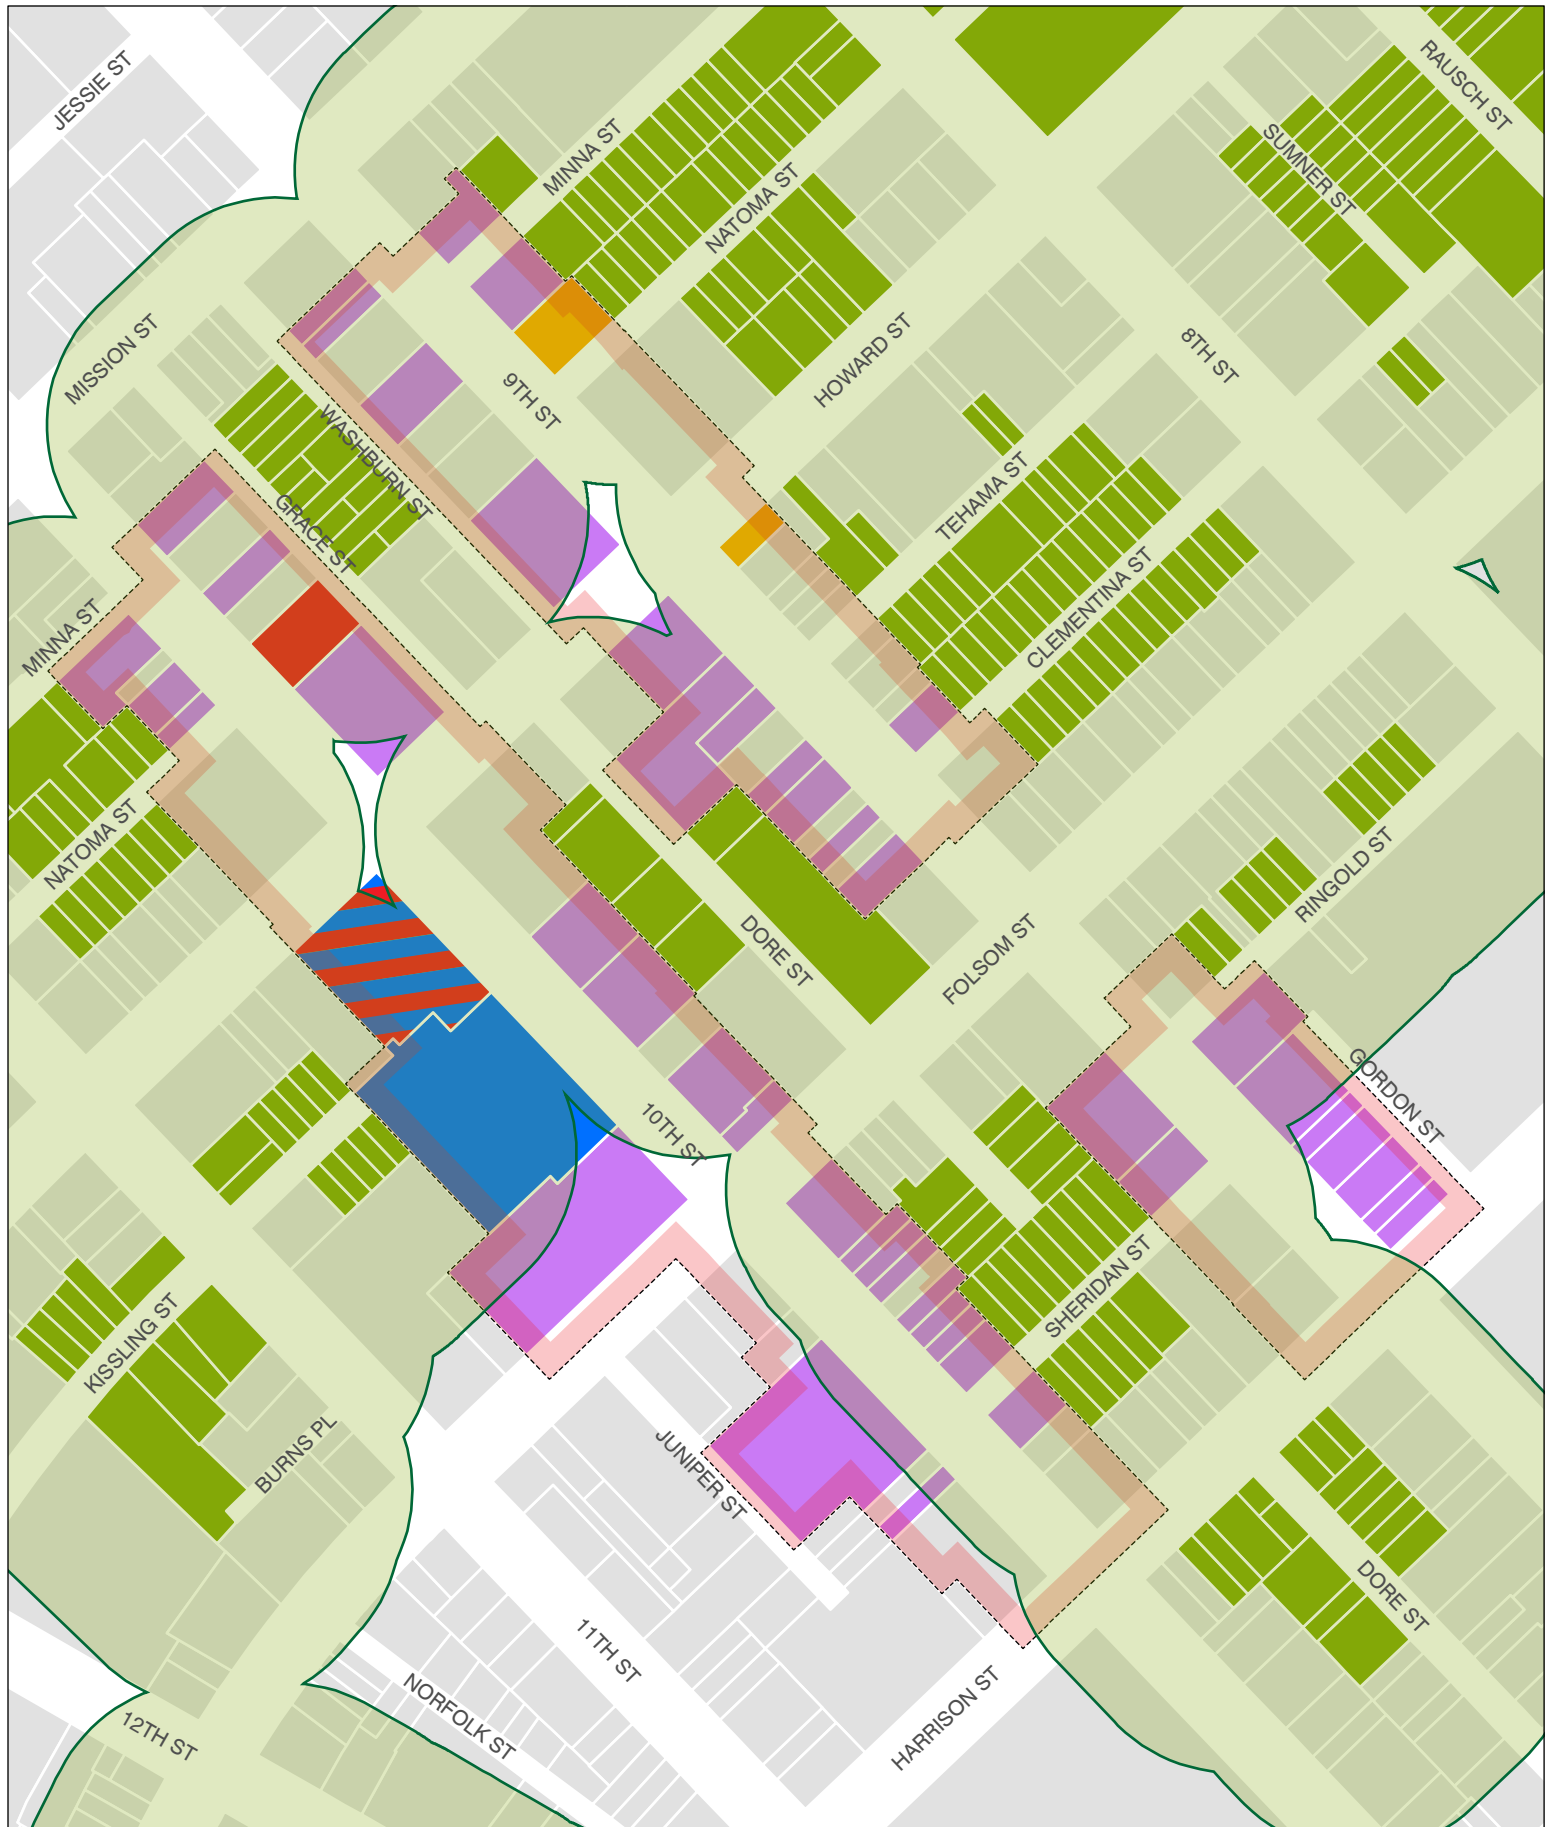 JESSIE ST
RAUSCH ST
MINNA ST
SUMNER ST
NATOMA ST
MISSION ST
HOWARD ST
8TH ST
9TH ST
WASHBURN ST
TEHAMA ST
GRACE ST
CLEMENTINA ST
MINNA ST
NATOMA ST
RINGOLD ST
DORE ST
FOLSOM ST
GORDON ST
10TH ST
SHERIDAN ST
KISSLING ST
BURNS PL
JUNIPER ST
DORE ST
11TH ST
NORFOLK ST
HARRISON ST
12TH ST